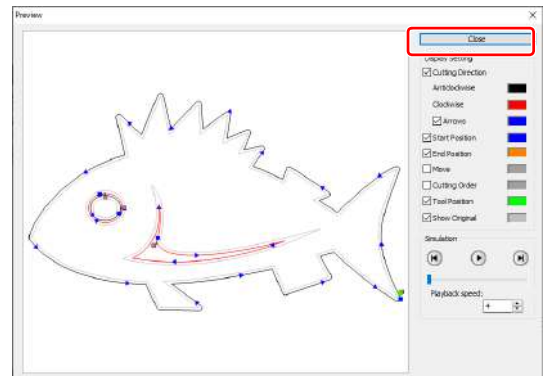 Preview
Close
Display Setting
Cutting Direction
Anticlockwise
Clockwise
Arrows
Start Position
End Position
Move
Cutting Order
Tool Position
Show Original
Simulation
Playback speed:
4